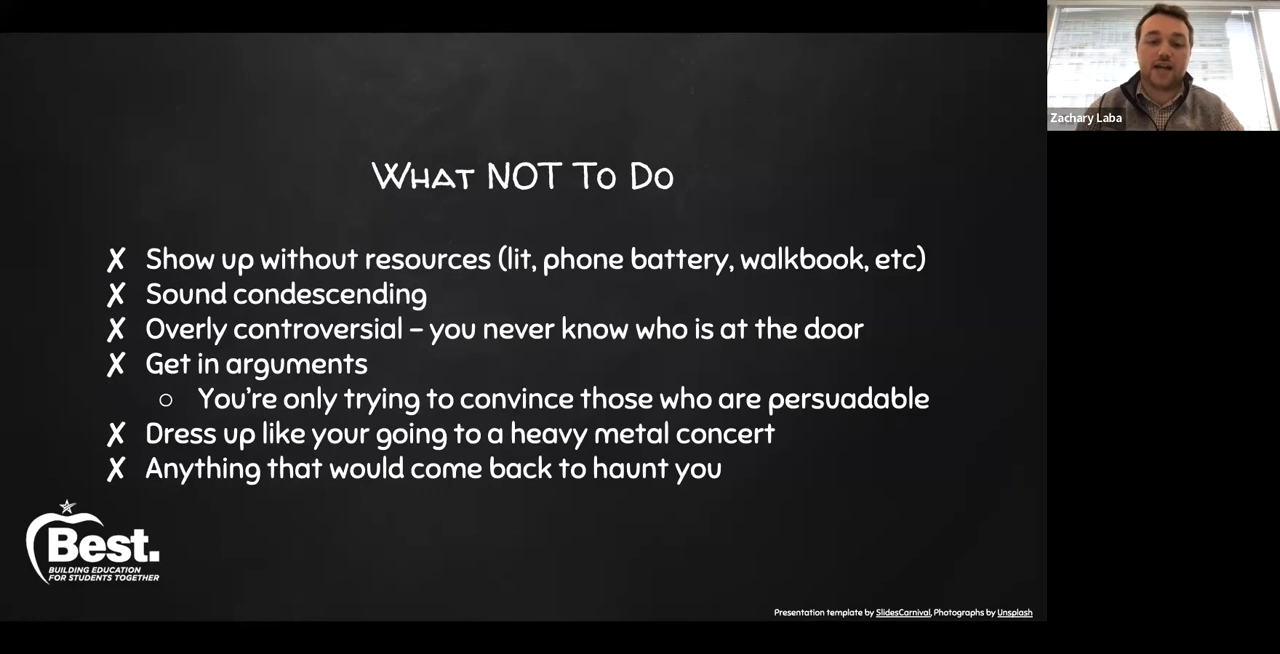 What NOT To Do
✗ Show up without resources (lit, phone battery, walkbook, etc)
✗ Sound condescending
✗ Overly controversial – you never know who is at the door
✗ Get in arguments
○ You're only trying to convince those who are persuadable
✗ Dress up like your going to a heavy metal concert
✗ Anything that would come back to haunt you
Best.
BUILDING EDUCATION
FOR STUDENTS TOGETHER
Presentation template by SlidesCarnival, Photographs by Unsplash
Zachary Laba